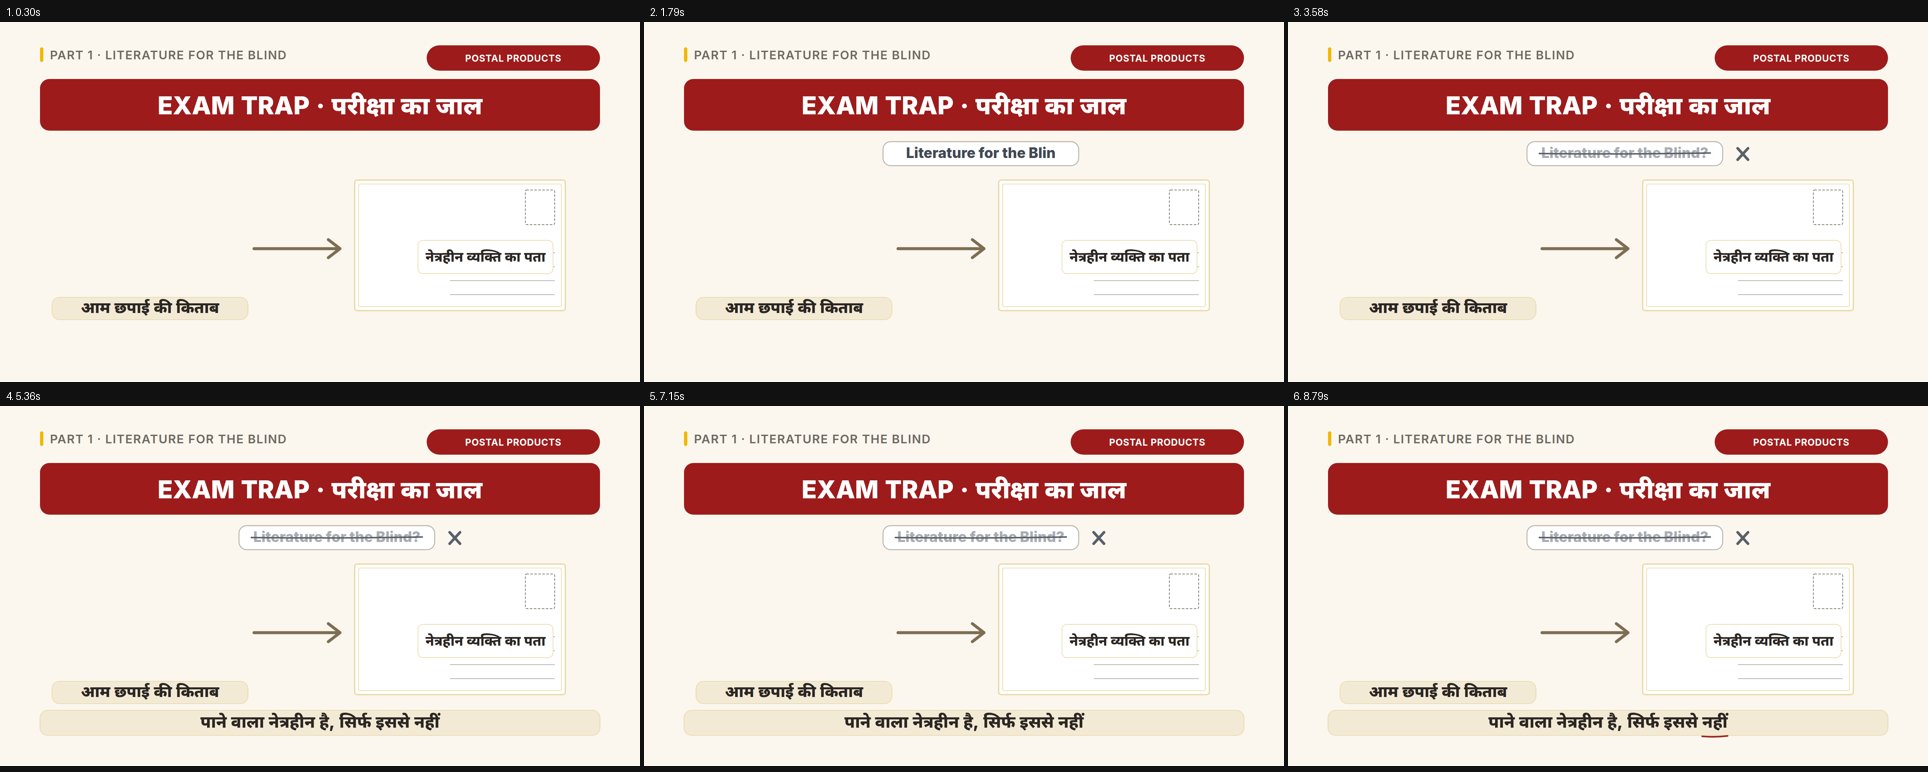 1. 0.30s
PART 1 · LITERATURE FOR THE BLIND
POSTAL PRODUCTS
EXAM TRAP · परीक्षा का जाल
नेत्रहीन व्यक्ति का पता
आम छपाई की किताब
2. 1.79s
PART 1 · LITERATURE FOR THE BLIND
POSTAL PRODUCTS
EXAM TRAP · परीक्षा का जाल
Literature for the Blin
नेत्रहीन व्यक्ति का पता
आम छपाई की किताब
3. 3.58s
PART 1 · LITERATURE FOR THE BLIND
POSTAL PRODUCTS
EXAM TRAP · परीक्षा का जाल
Literature for the Blind?
नेत्रहीन व्यक्ति का पता
आम छपाई की किताब
4. 5.36s
PART 1 · LITERATURE FOR THE BLIND
POSTAL PRODUCTS
EXAM TRAP · परीक्षा का जाल
Literature for the Blind?
नेत्रहीन व्यक्ति का पता
आम छपाई की किताब
पाने वाला नेत्रहीन है, सिर्फ इससे नहीं
5. 7.15s
PART 1 · LITERATURE FOR THE BLIND
POSTAL PRODUCTS
EXAM TRAP · परीक्षा का जाल
Literature for the Blind?
नेत्रहीन व्यक्ति का पता
आम छपाई की किताब
पाने वाला नेत्रहीन है, सिर्फ इससे नहीं
6. 8.79s
PART 1 · LITERATURE FOR THE BLIND
POSTAL PRODUCTS
EXAM TRAP · परीक्षा का जाल
Literature for the Blind?
नेत्रहीन व्यक्ति का पता
आम छपाई की किताब
पाने वाला नेत्रहीन है, सिर्फ इससे नहीं